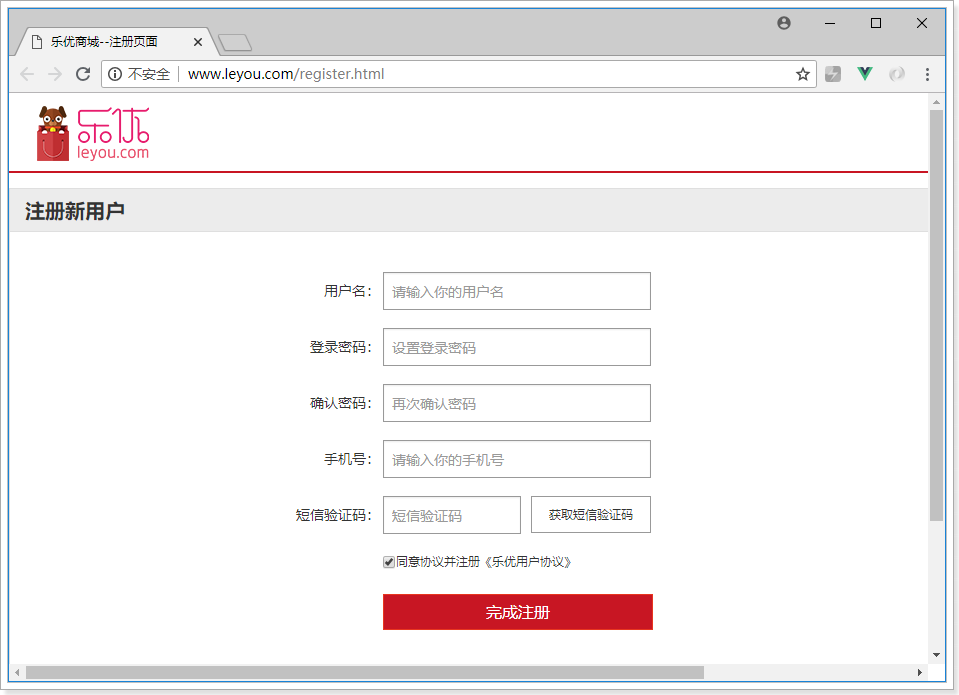 乐优商城--注册页面
不安全 www.leyou.com/register.html
乐优
leyou.com
注册新用户
用户名： 请输入你的用户名
登录密码： 设置登录密码
确认密码： 再次确认密码
手机号： 请输入你的手机号
短信验证码： 短信验证码 获取短信验证码
同意协议并注册《乐优用户协议》
完成注册